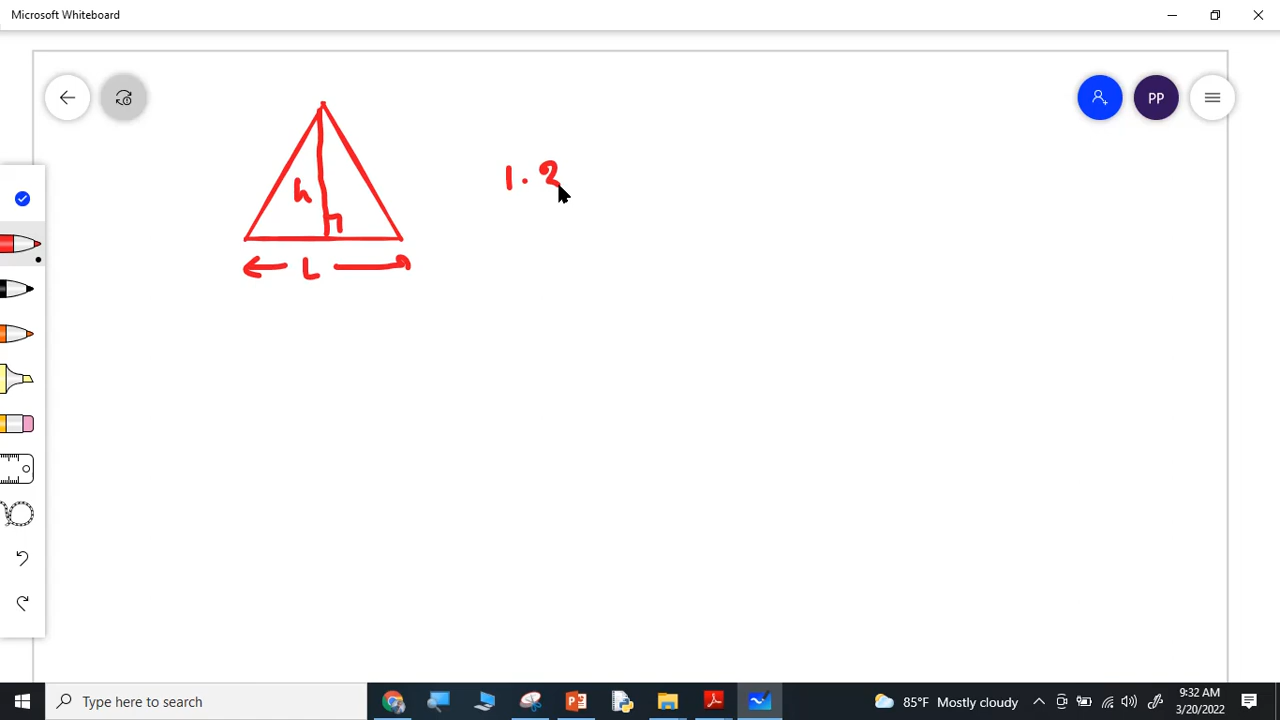 Microsoft Whiteboard
PP
h
L
1. 2
Type here to search
85°F Mostly cloudy
9:32 AM
3/20/2022